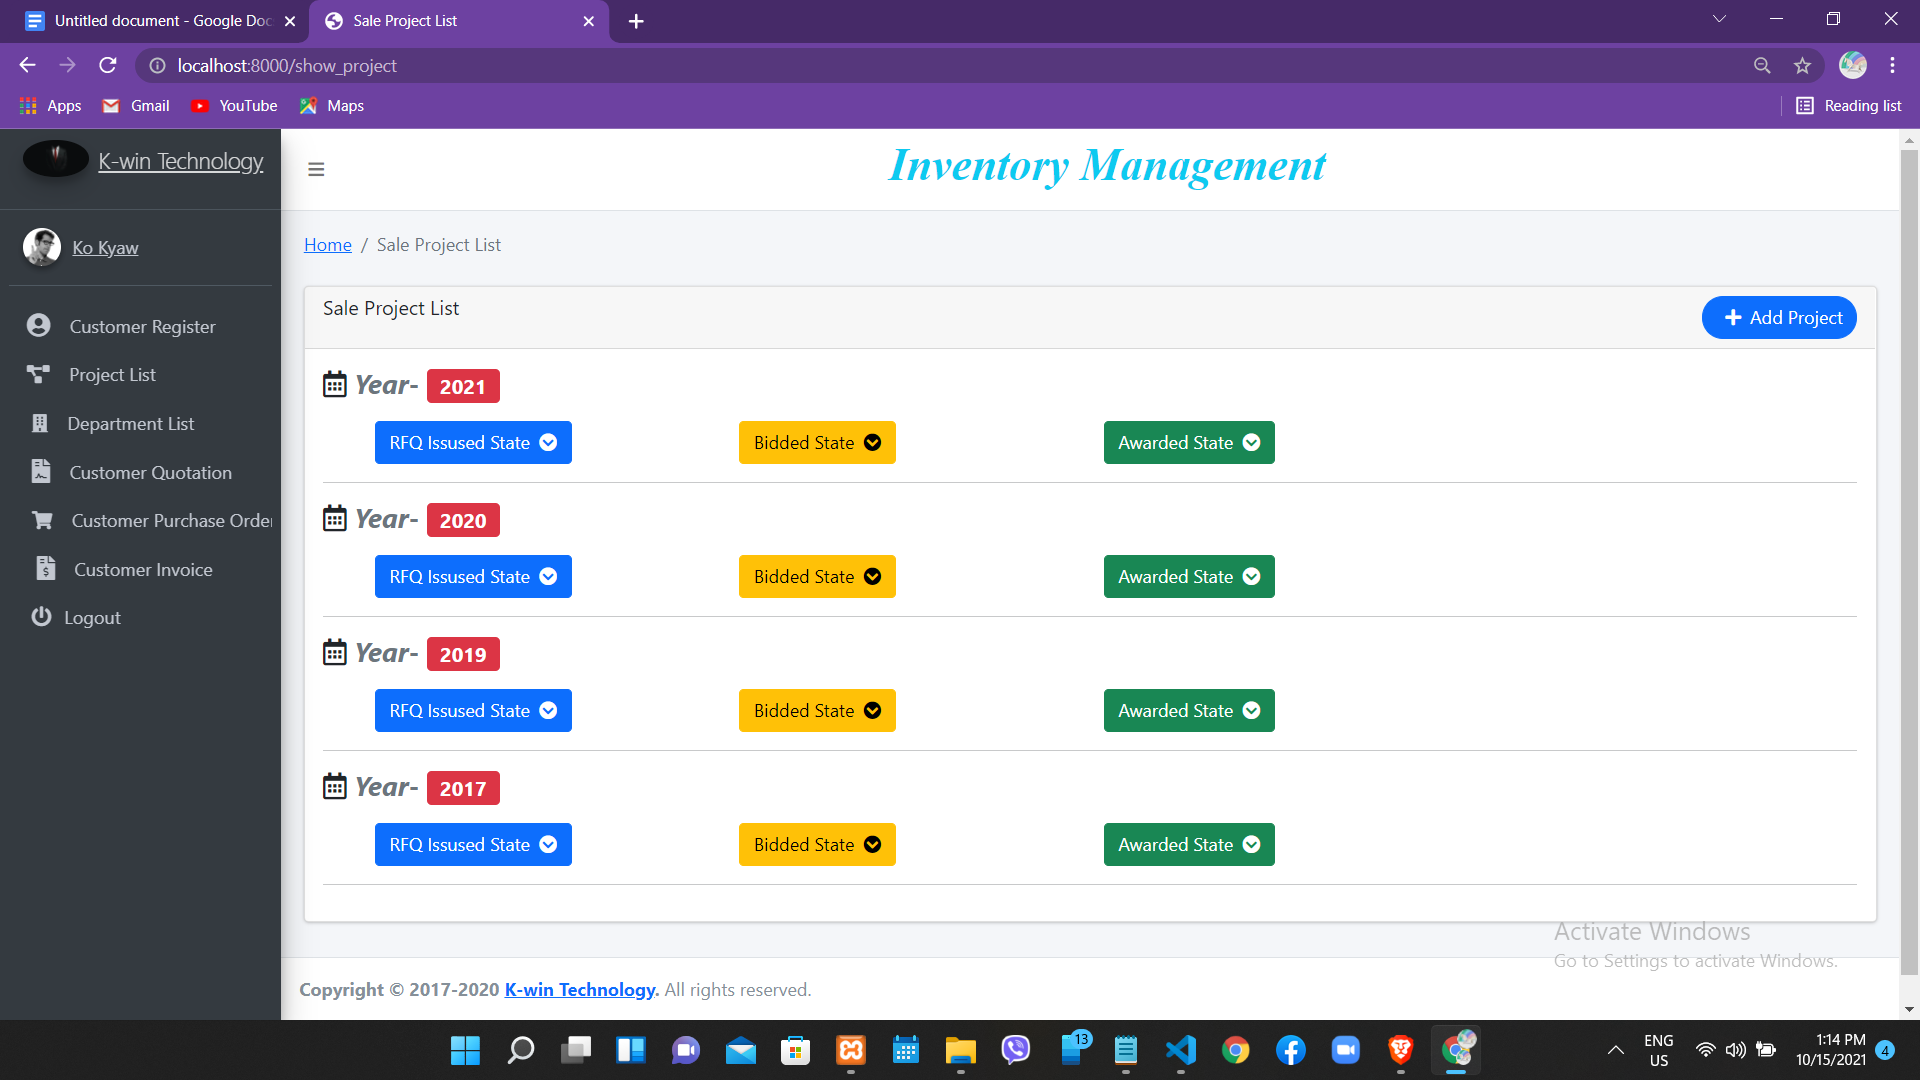 Untitled document - Google Doc
Sale Project List
localhost:8000/show_project
Apps
Gmail
YouTube
Maps
Reading list
K-win Technology
Inventory Management
Ko Kyaw
Home / Sale Project List
Customer Register
Project List
Department List
Customer Quotation
Customer Purchase Order
Customer Invoice
Logout
Sale Project List
Add Project
Year- 2021
RFQ Issused State
Bidded State
Awarded State
Year- 2020
RFQ Issused State
Bidded State
Awarded State
Year- 2019
RFQ Issused State
Bidded State
Awarded State
Year- 2017
RFQ Issused State
Bidded State
Awarded State
Activate Windows
Go to Settings to activate Windows.
Copyright © 2017-2020 K-win Technology. All rights reserved.
13
ENG
US
1:14 PM
10/15/2021
4